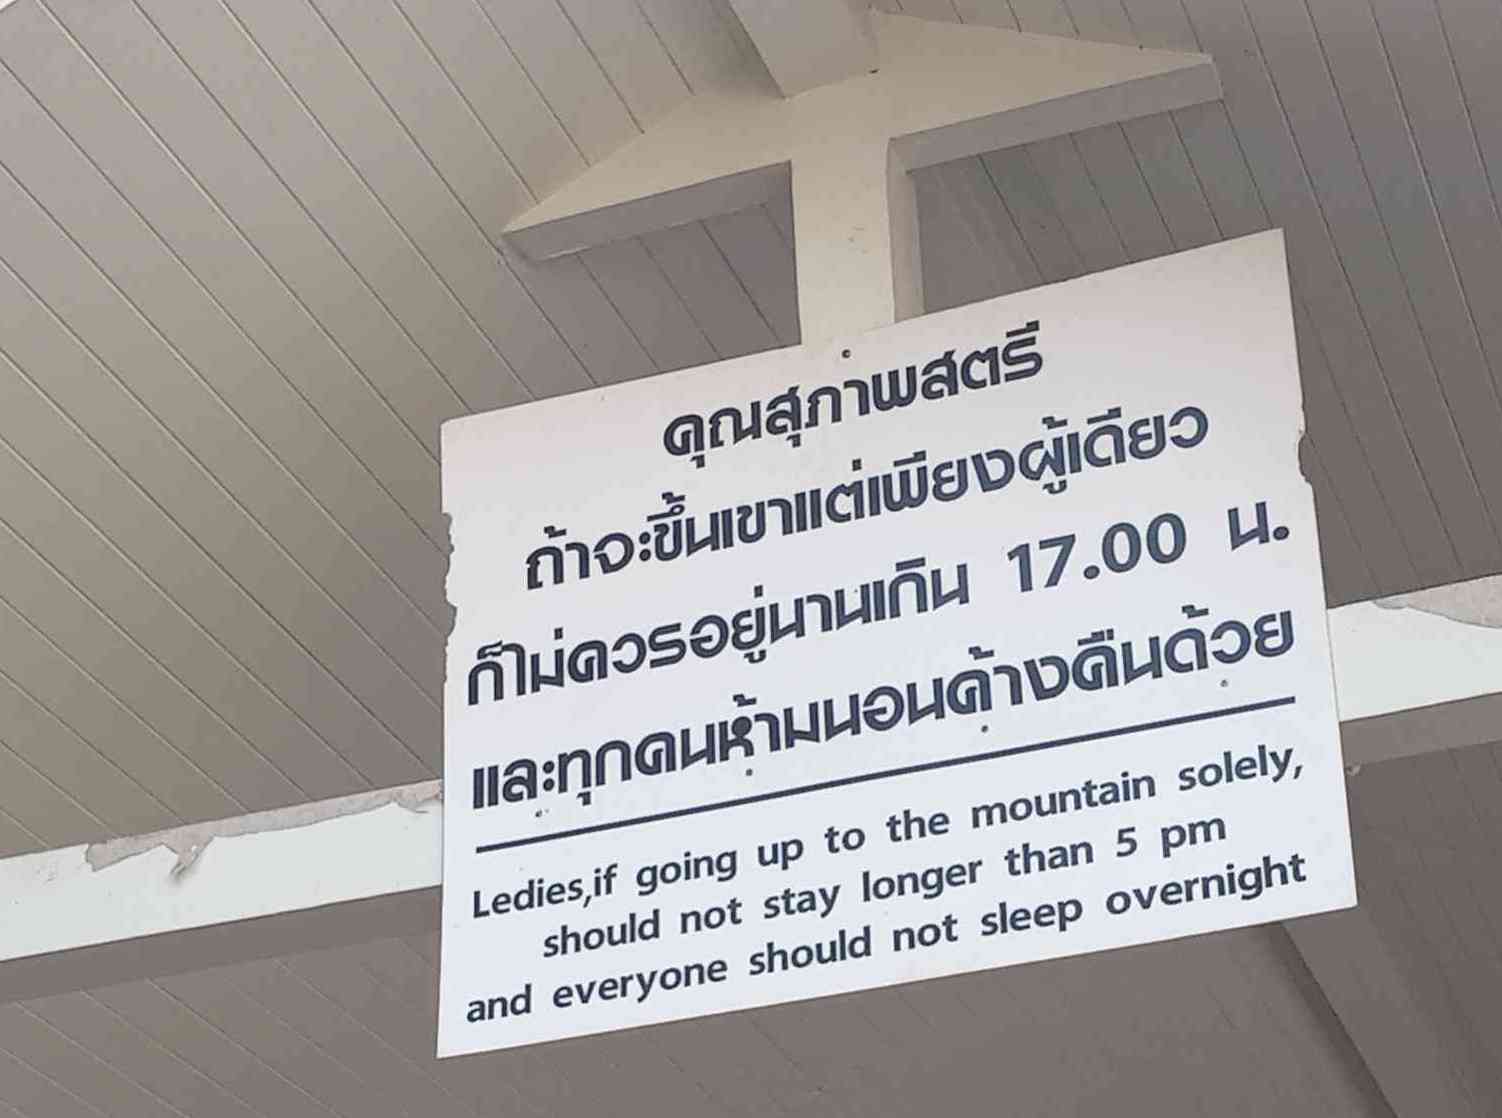 คุณสุภาพสตรี
ถ้าจะขึ้นเขาแต่เพียงผู้เดียว
ก็ไม่ควรอยู่นานเกิน 17.00 น.
และทุกคนห้ามนอนค้างคืนด้วย
Ledies,if going up to the mountain solely,
should not stay longer than 5 pm
and everyone should not sleep overnight